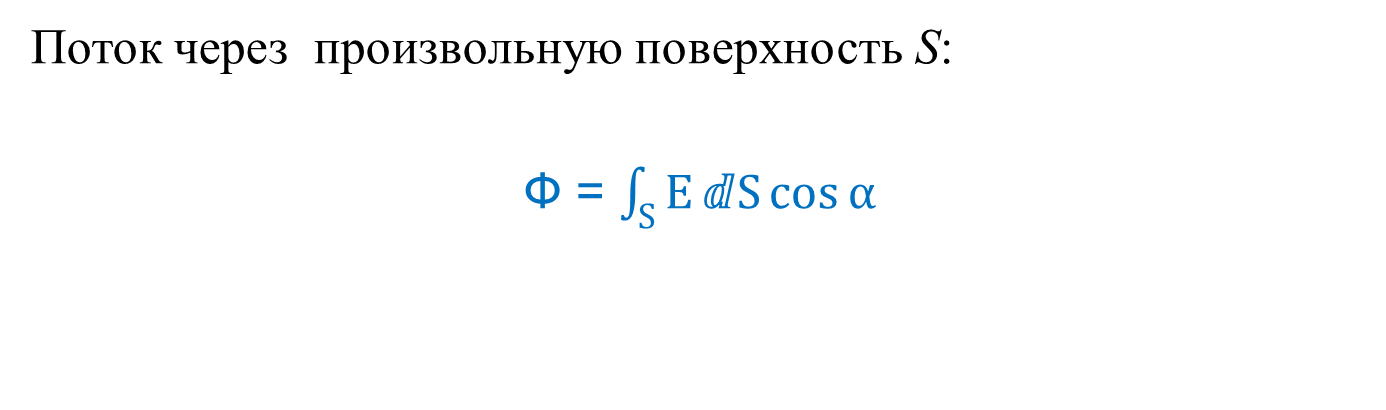 Поток через произвольную поверхность S:
Φ = ∫S E ⅆS cos α